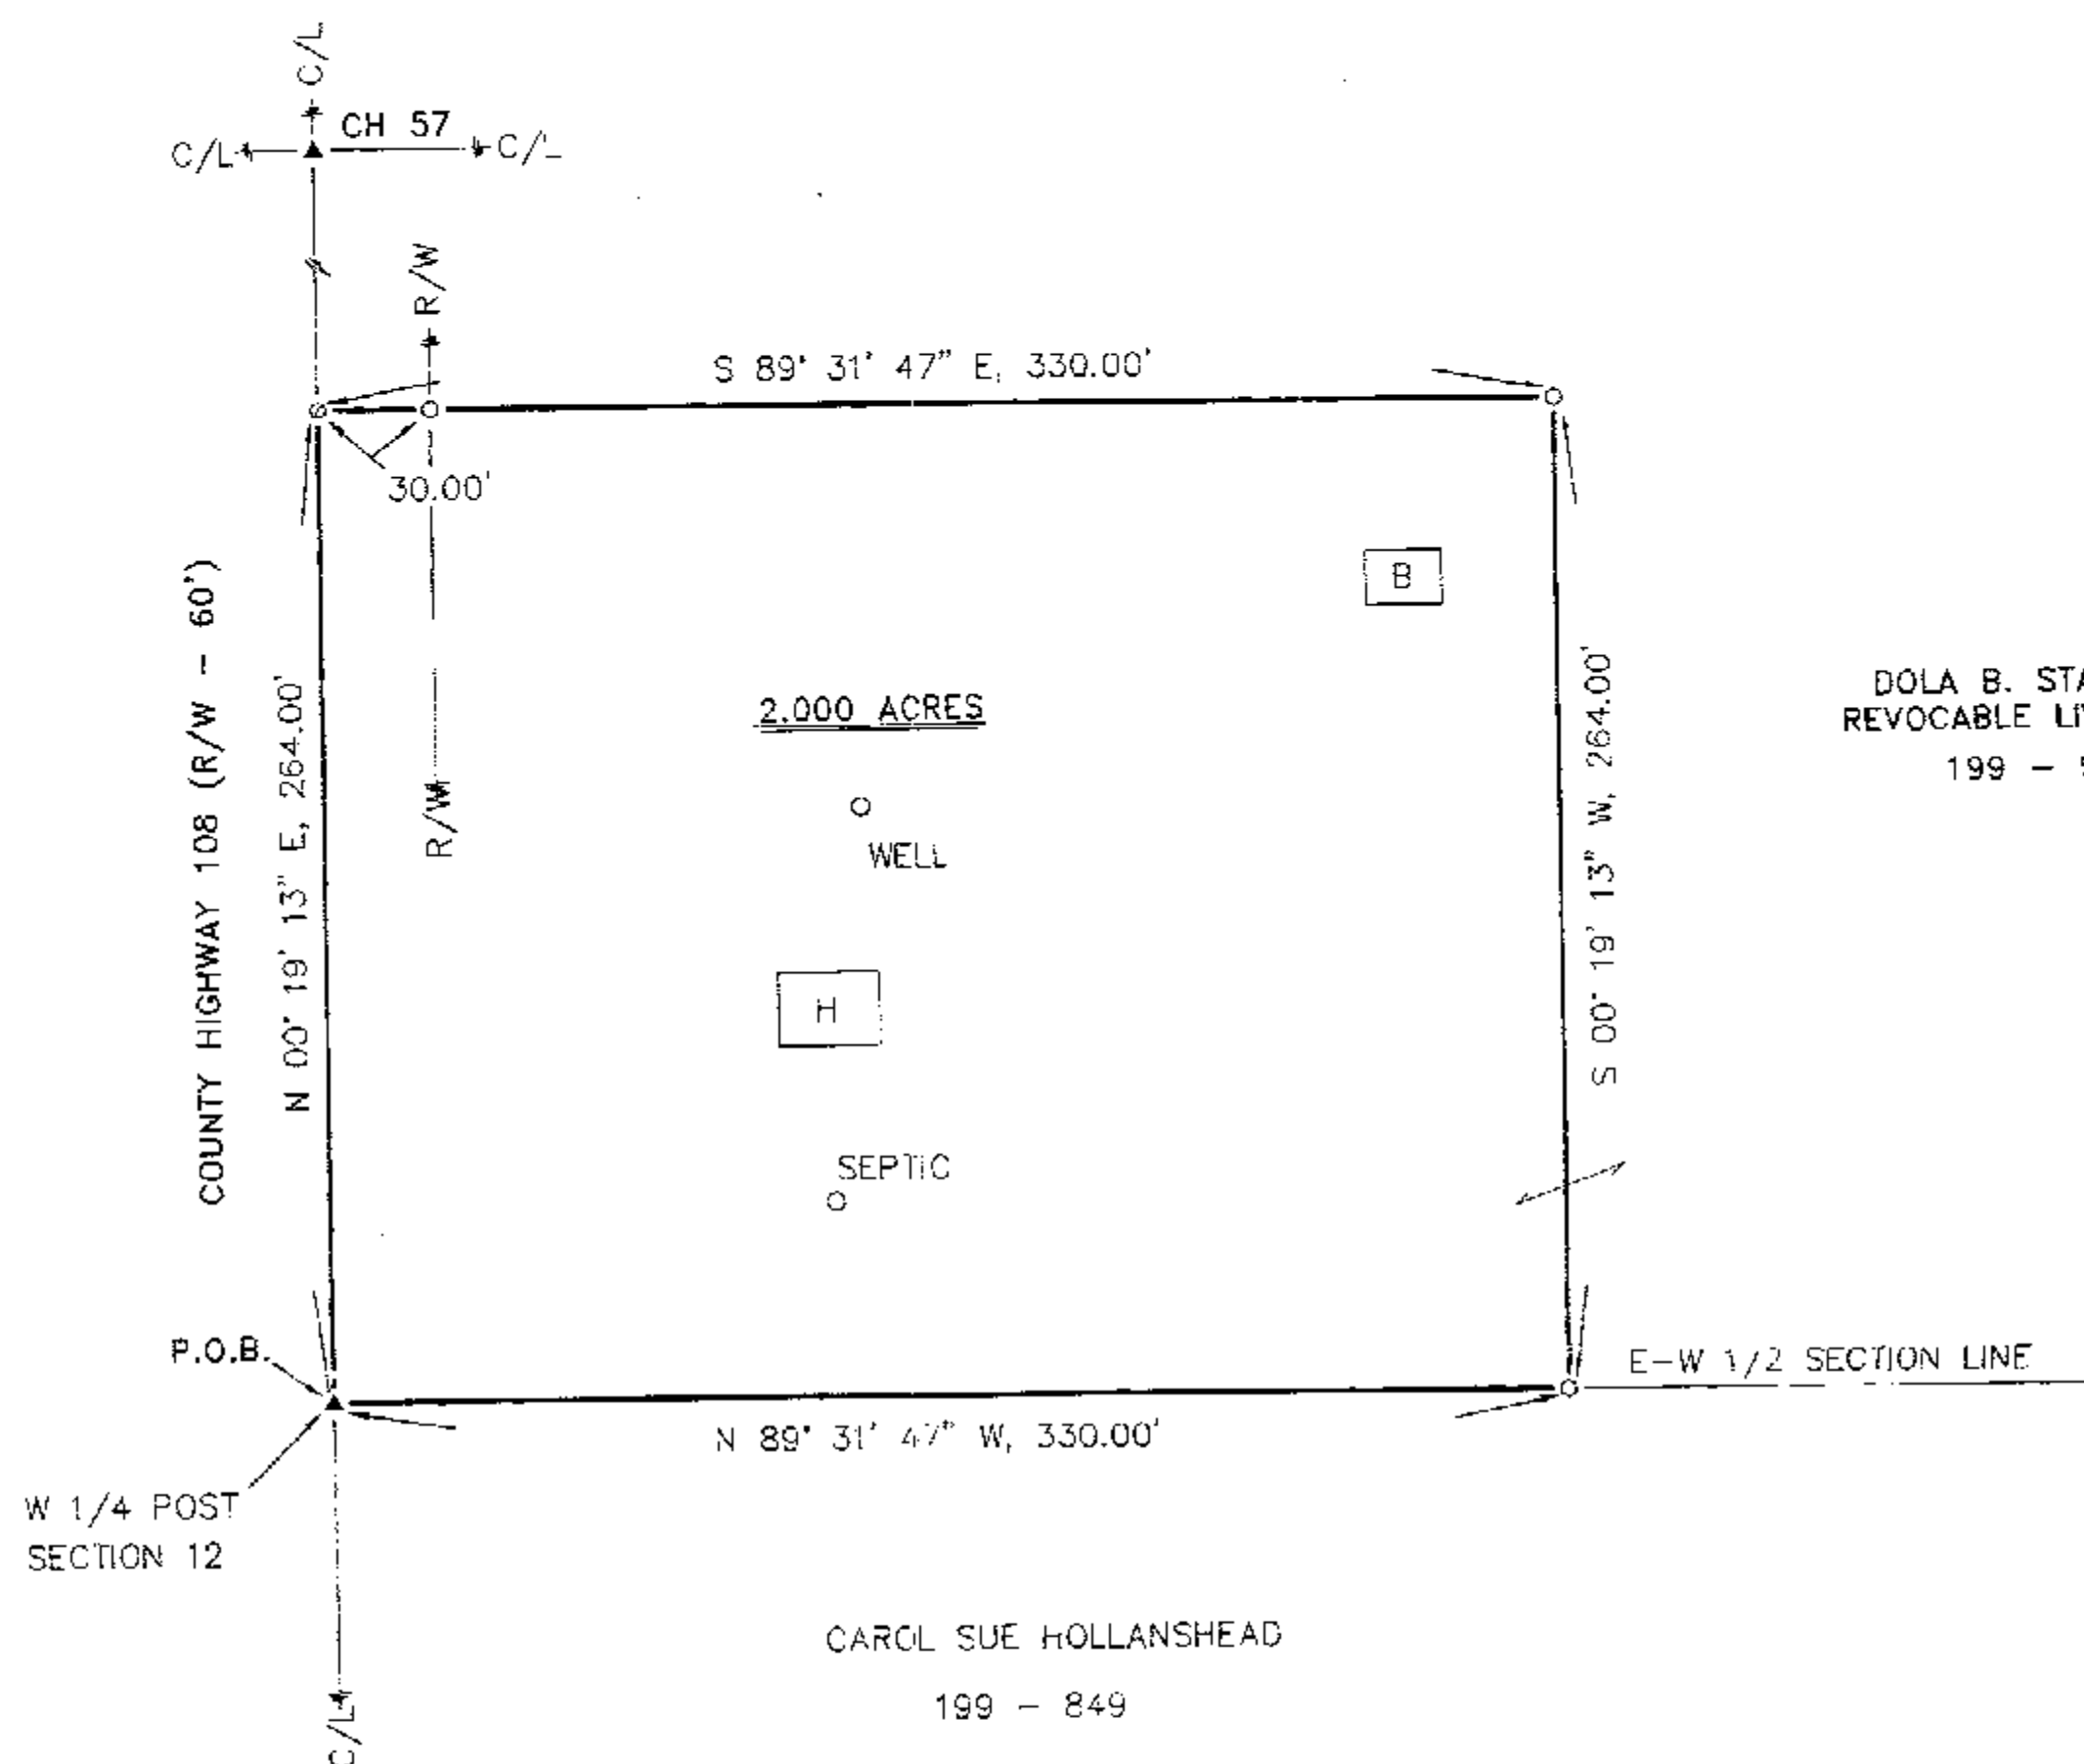 C/L
CH 57
C/L
C/L
R/W
S 89° 31' 47" E, 330.00'
30.00'
B
COUNTY HIGHWAY 108 (R/W - 60')
N 00° 19' 13" E, 264.00'
R/W
2.000 ACRES
WELL
S 00° 19' 13" W, 264.00'
DOLA B.
REVOCABLE
199 -
H
SEPTIC
P.O.B.
E-W 1/2 SECTION LINE
N 89° 31' 47" W, 330.00'
W 1/4 POST
SECTION 12
CAROL SUE HOLLANSHEAD
199 - 849
C/L